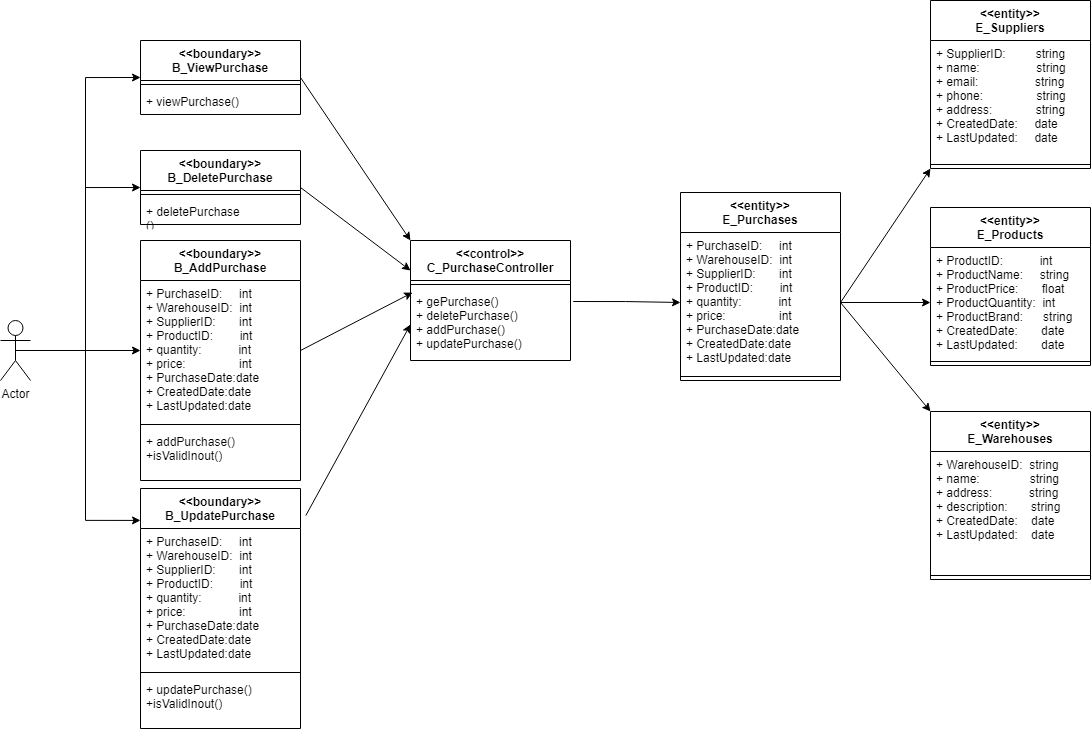 <<boundary>>
B_ViewPurchase
+ viewPurchase()
<<boundary>>
B_DeletePurchase
+ deletePurchase
()
<<boundary>>
B_AddPurchase
+ PurchaseID: int
+ WarehouseID: int
+ SupplierID: int
+ ProductID: int
+ quantity: int
+ price: int
+ PurchaseDate:date
+ CreatedDate:date
+ LastUpdated:date
+ addPurchase()
+isValidInout()
<<boundary>>
B_UpdatePurchase
+ PurchaseID: int
+ WarehouseID: int
+ SupplierID: int
+ ProductID: int
+ quantity: int
+ price: int
+ PurchaseDate:date
+ CreatedDate:date
+ LastUpdated:date
+ updatePurchase()
+isValidInout()
Actor
<<control>>
C_PurchaseController
+ gePurchase()
+ deletePurchase()
+ addPurchase()
+ updatePurchase()
<<entity>>
E_Purchases
+ PurchaseID: int
+ WarehouseID: int
+ SupplierID: int
+ ProductID: int
+ quantity: int
+ price: int
+ PurchaseDate:date
+ CreatedDate:date
+ LastUpdated:date
<<entity>>
E_Suppliers
+ SupplierID: string
+ name: string
+ email: string
+ phone: string
+ address: string
+ CreatedDate: date
+ LastUpdated: date
<<entity>>
E_Products
+ ProductID: int
+ ProductName: string
+ ProductPrice: float
+ ProductQuantity: int
+ ProductBrand: string
+ CreatedDate: date
+ LastUpdated: date
<<entity>>
E_Warehouses
+ WarehouseID: string
+ name: string
+ address: string
+ description: string
+ CreatedDate: date
+ LastUpdated: date